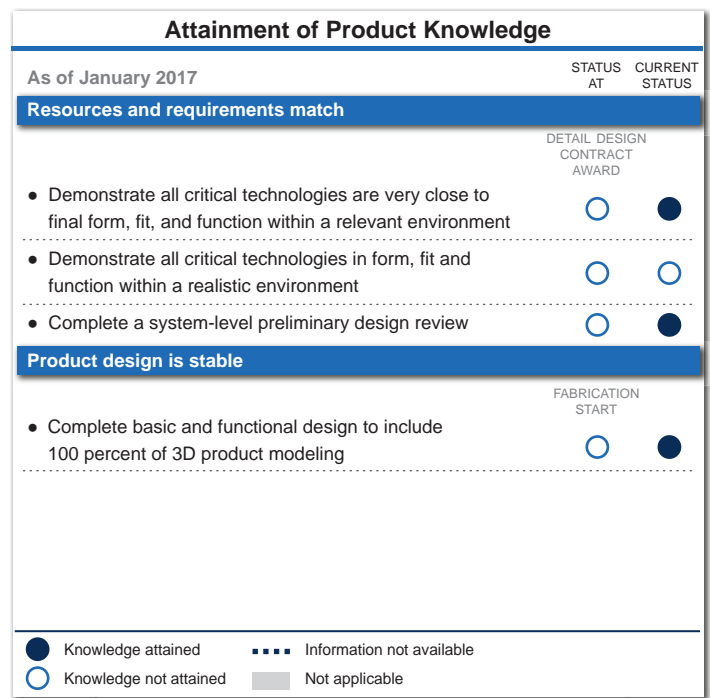 Attainment of Product Knowledge
As of January 2017
STATUS AT
CURRENT STATUS
Resources and requirements match
DETAIL DESIGN
CONTRACT
AWARD
● Demonstrate all critical technologies are very close to
final form, fit, and function within a relevant environment
● Demonstrate all critical technologies in form, fit and
function within a realistic environment
● Complete a system-level preliminary design review
Product design is stable
FABRICATION
START
● Complete basic and functional design to include
100 percent of 3D product modeling
Knowledge attained
Information not available
Knowledge not attained
Not applicable